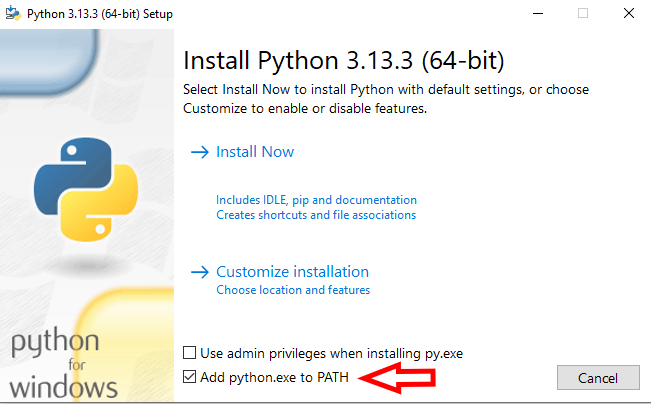 Python 3.13.3 (64-bit) Setup
Install Python 3.13.3 (64-bit)
Select Install Now to install Python with default settings, or choose
Customize to enable or disable features.
Install Now
Includes IDLE, pip and documentation
Creates shortcuts and file associations
Customize installation
Choose location and features
Use admin privileges when installing py.exe
Add python.exe to PATH
Cancel
python
for
windows